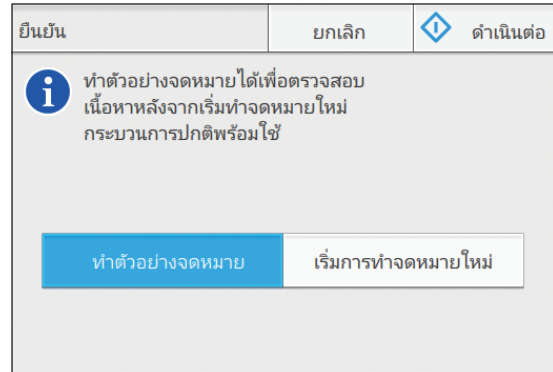 ยืนยัน ยกเลิก ดำเนินต่อ
ทำตัวอย่างจดหมายได้เพื่อตรวจสอบ
เนื้อหาหลังจากเริ่มทำจดหมายใหม่
กระบวนการปกติพร้อมใช้
ทำตัวอย่างจดหมาย เริ่มการทำจดหมายใหม่